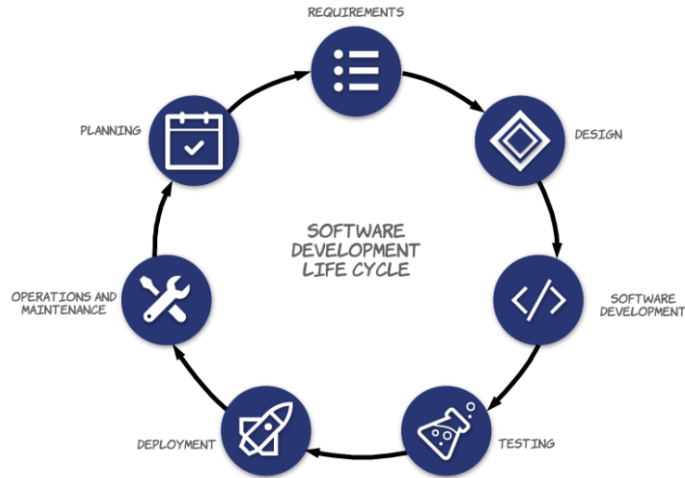 REQUIREMENTS
PLANNING
DESIGN
SOFTWARE
DEVELOPMENT
LIFE CYCLE
OPERATIONS AND
MAINTENANCE
SOFTWARE
DEVELOPMENT
DEPLOYMENT
TESTING